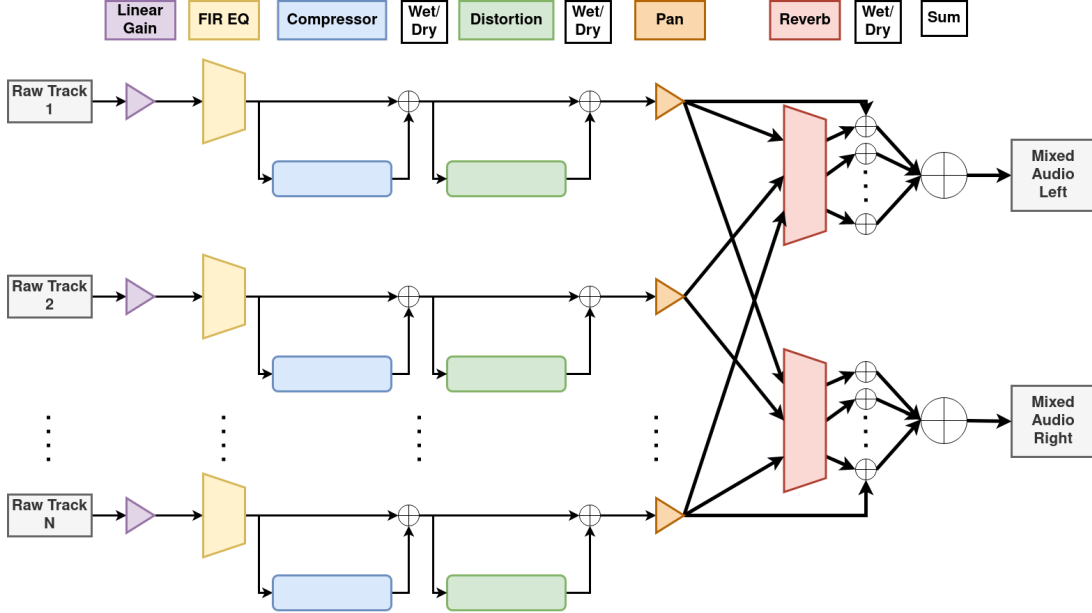 Linear
Gain
FIR EQ
Compressor
Wet/
Dry
Distortion
Wet/
Dry
Pan
Reverb
Wet/
Dry
Sum
Raw Track
1
Mixed
Audio
Left
Raw Track
2
Mixed
Audio
Right
Raw Track
N